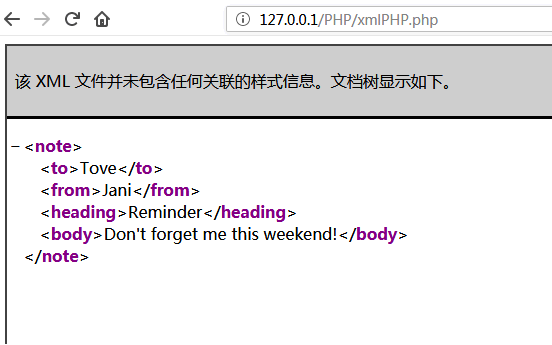 127.0.0.1/PHP/xmlPHP.php
该 XML 文件并未包含任何关联的样式信息。文档树显示如下。
−<note>
<to>Tove</to>
<from>Jani</from>
<heading>Reminder</heading>
<body>Don't forget me this weekend!</body>
</note>